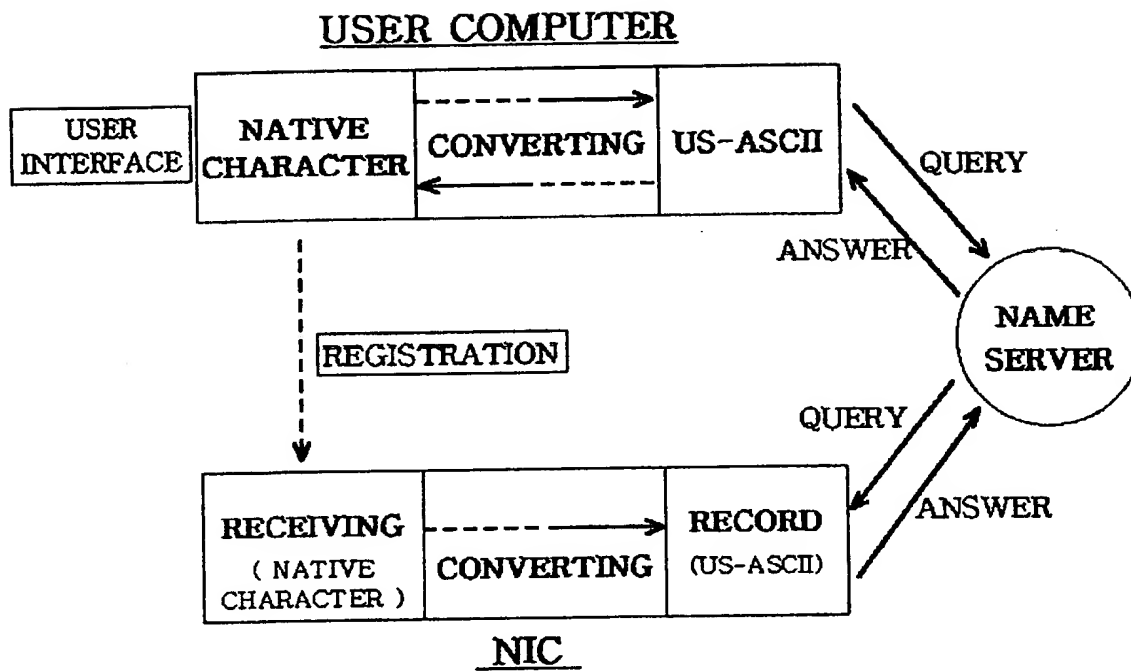 USER COMPUTER
USER
INTERFACE
NATIVE
CHARACTER
CONVERTING
US-ASCII
QUERY
ANSWER
NAME
SERVER
REGISTRATION
QUERY
ANSWER
RECEIVING
( NATIVE
CHARACTER )
CONVERTING
RECORD
(US-ASCII)
NIC